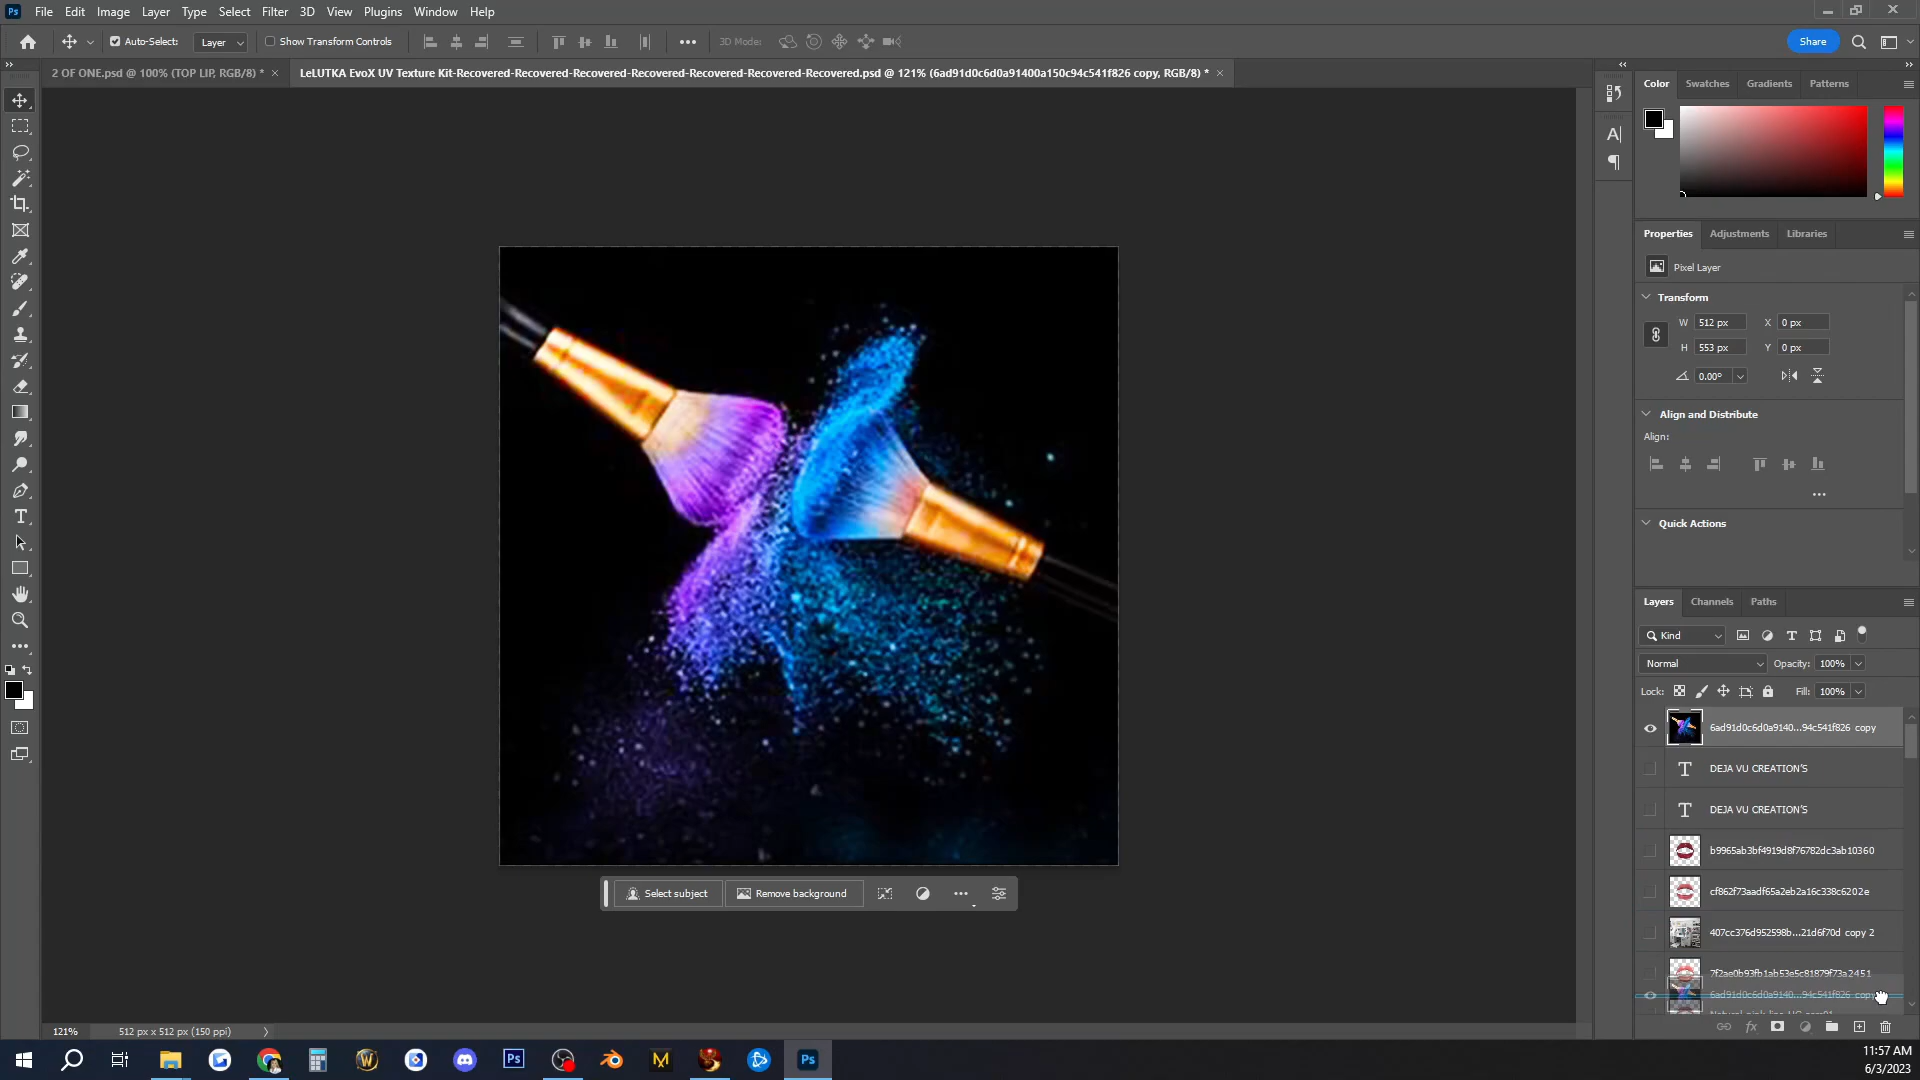 File Edit Image Layer Type Select Filter 3D View Plugins Window Help
Auto-Select: Layer Show Transform Controls 3D Mode: Share
2 OF ONE.psd @ 100% (TOP LIP, RGB/8) *
LeLUTKA EvoX UV Texture Kit-Recovered-Recovered-Recovered-Recovered-Recovered-Recovered-Recovered.psd @ 121% (6ad91d0c6d0a91400a150c94c541f826 copy, RGB/8) *
Color Swatches Gradients Patterns
Properties Adjustments Libraries
Pixel Layer
Transform
W 512 px X 0 px
H 553 px Y 0 px
0.00°
Align and Distribute
Align:
Quick Actions
Layers Channels Paths
Kind
Normal Opacity: 100%
Lock: Fill: 100%
6ad91d0c6d0a9140...94c541f826 copy
DEJA VU CREATION'S
DEJA VU CREATION'S
b9965ab3bf4919d8f76782dc3ab10360
cf862f73aadf65a2eb2a16c338c6202e
407cc376d952598b...21d6f70d copy 2
7f2ae0b93fb1ab53e5c81879f73a2451
6ad91d0c6d0a9140...94c541f826 copy
Select subject Remove background
121% 512 px x 512 px (150 ppi)
11:57 AM
6/3/2023